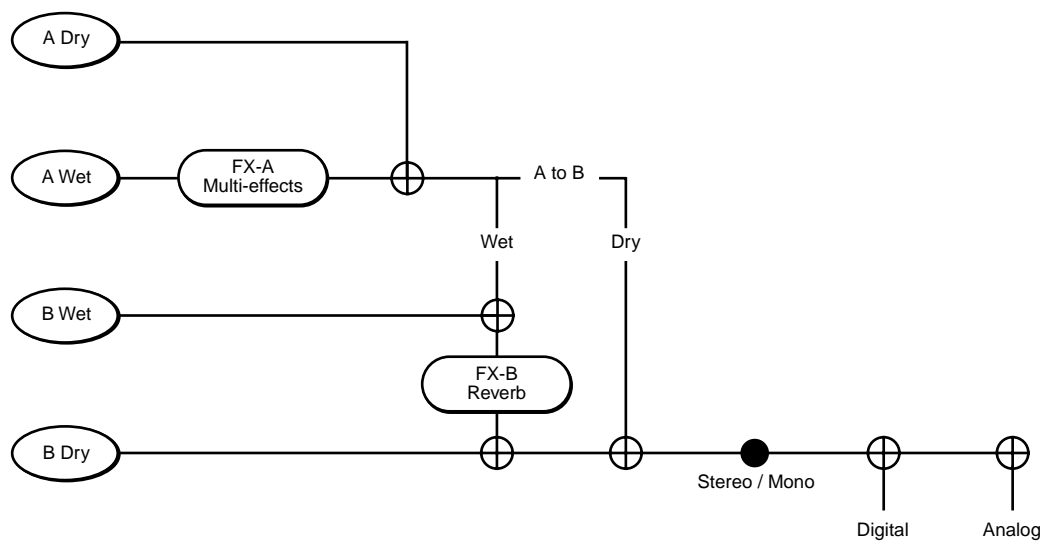 A Dry
A Wet
FX-A
Multi-effects
A to B
Wet
Dry
B Wet
FX-B
Reverb
B Dry
Stereo / Mono
Digital
Analog